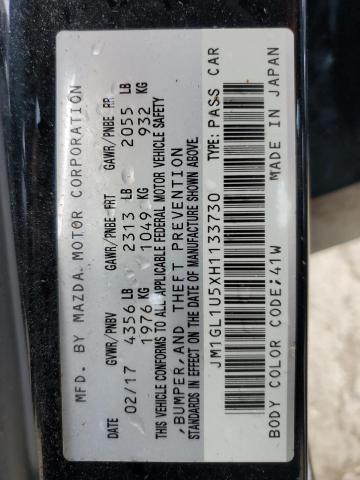 MFD. BY MAZDA MOTOR CORPORATION
DATE GVWR/PNBV GAWR/PNBE FRT GAWR/PNBE RR
02/17 4356 LB 2313 LB 2055 LB
1976 KG 1049 KG 932 KG
THIS VEHICLE CONFORMS TO ALL APPLICABLE FEDERAL MOTOR VEHICLE SAFETY
,BUMPER,AND THEFT PREVENTION
STANDARDS IN EFFECT ON THE DATE OF MANUFACTURE SHOWN ABOVE.
JM1GL1U5XH1133730 TYPE: PASS CAR
BODY COLOR CODE:41W MADE IN JAPAN